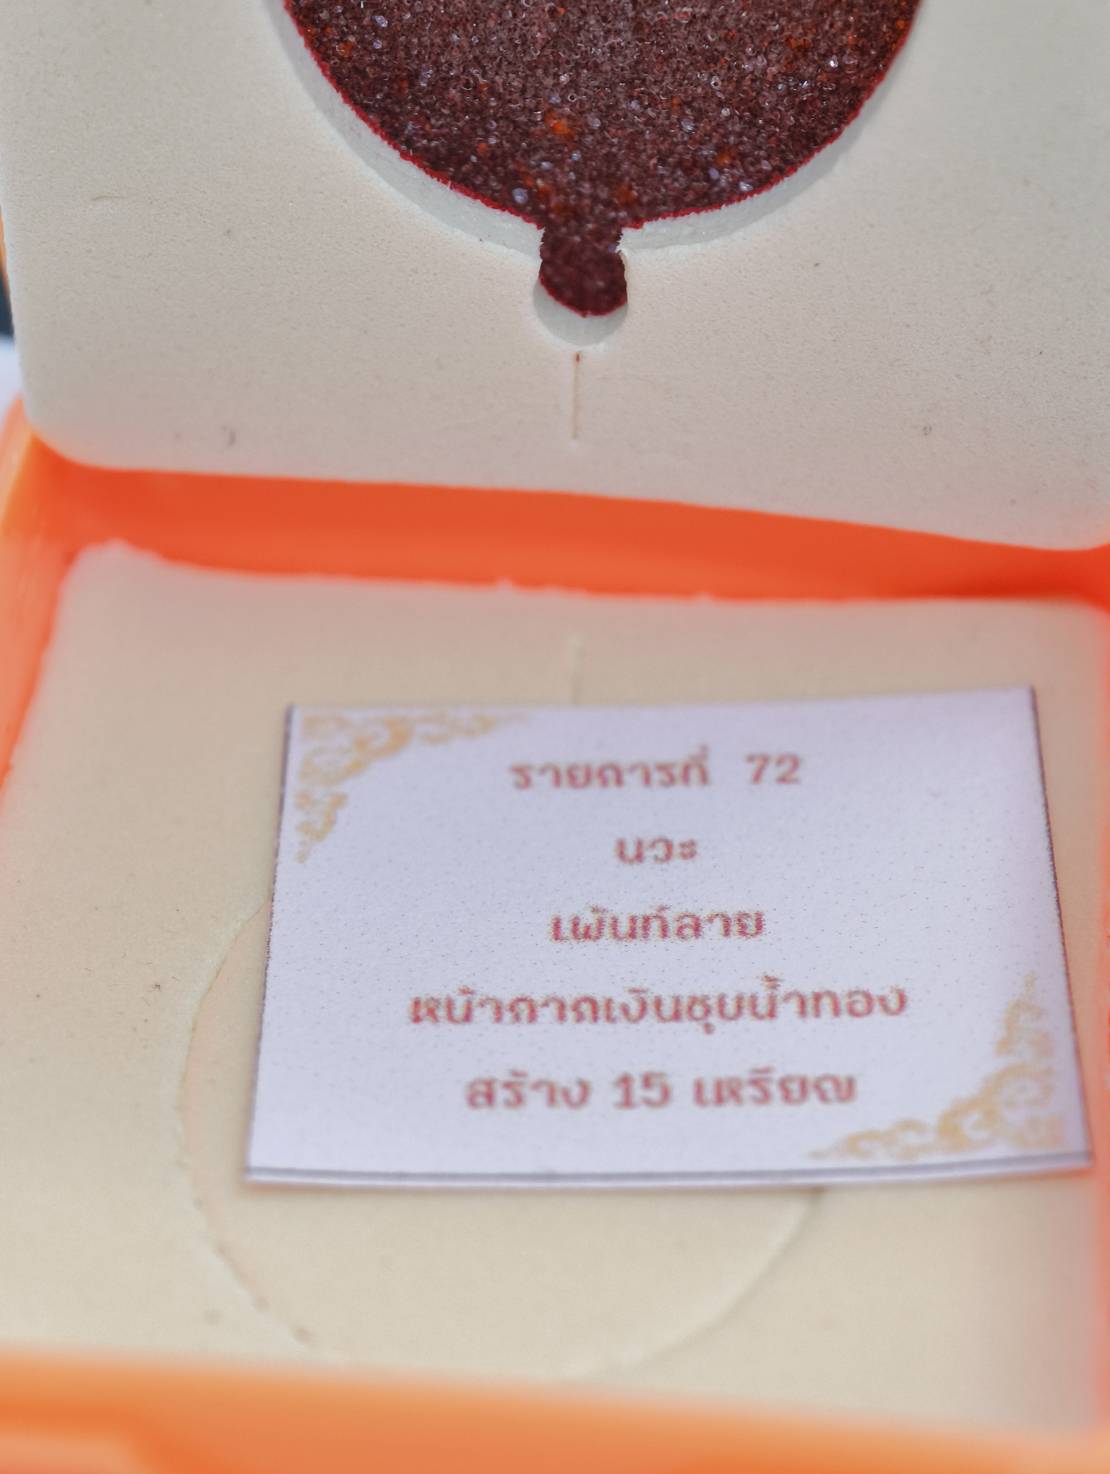 รายการที่ 72
นวะ
เพ้นท์ลาย
หน้ากากเงินชุบน้ำทอง
สร้าง 15 เหรียญ